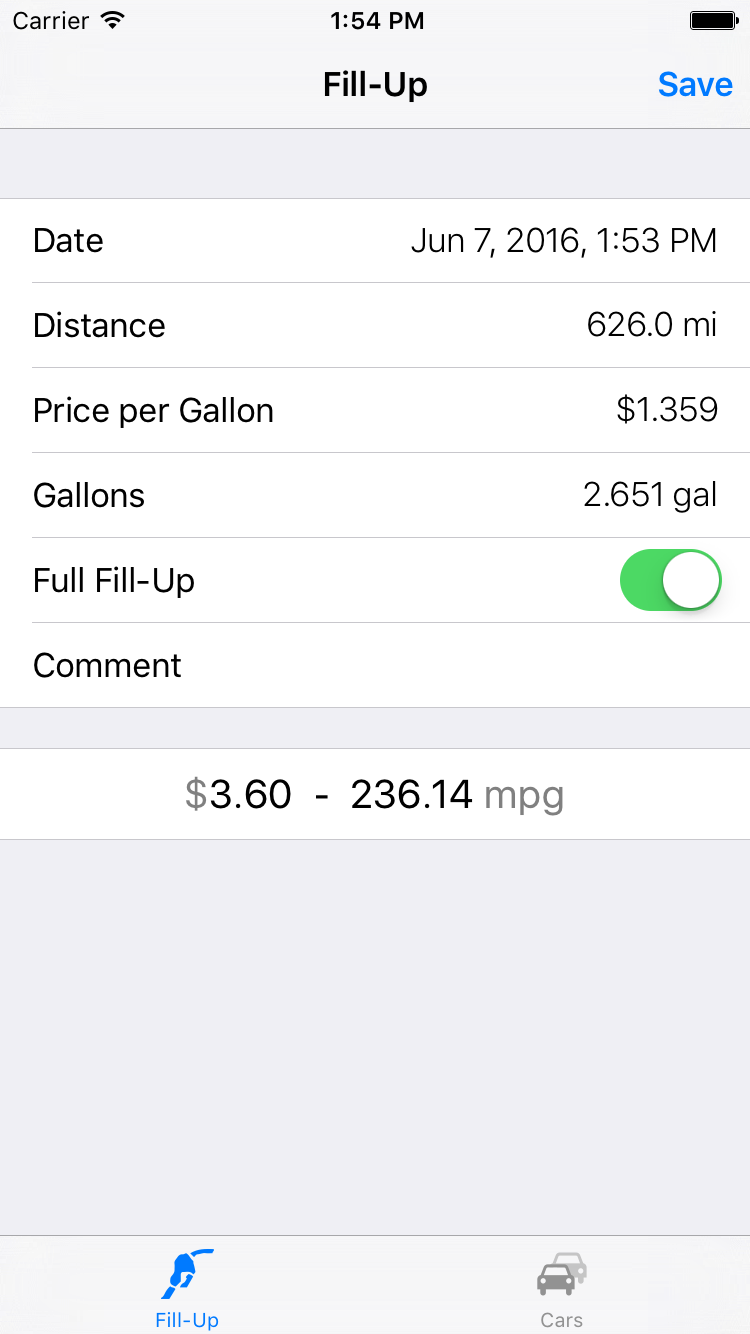 Carrier 1:54 PM
Fill-Up Save
Date Jun 7, 2016, 1:53 PM
Distance 626.0 mi
Price per Gallon $1.359
Gallons 2.651 gal
Full Fill-Up
Comment
$3.60 - 236.14 mpg
Fill-Up Cars